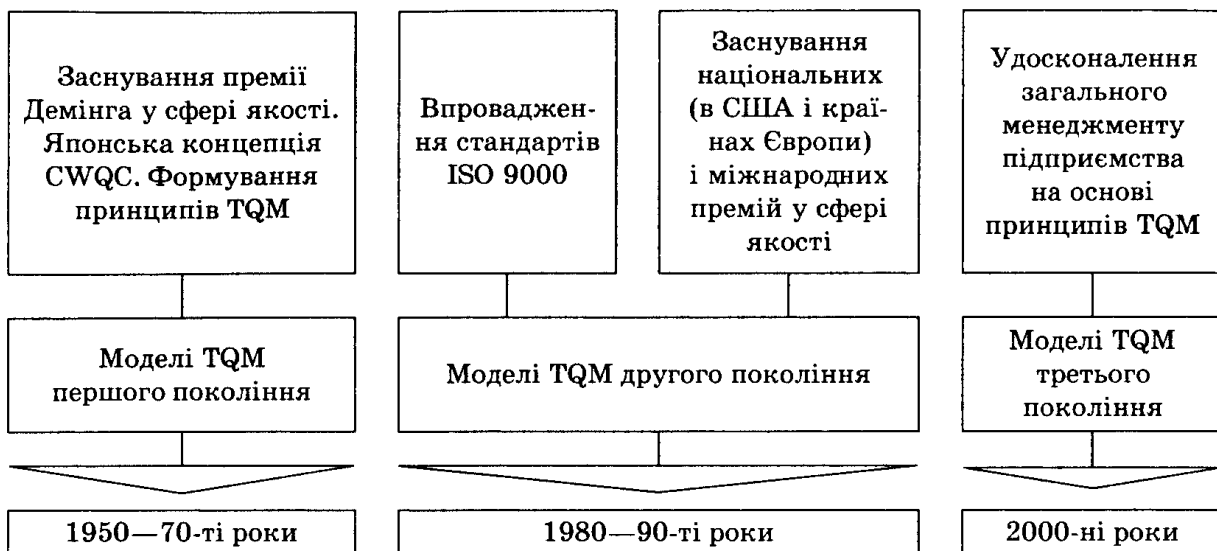 Заснування премії
Демінга у сфері якості.
Японська концепція
CWQC. Формування
принципів TQM
Впроваджен-
ня стандартів
ISO 9000
Заснування
національних
(в США і краї-
нах Європи)
і міжнародних
премій у сфері
якості
Удосконалення
загального
менеджменту
підприємства
на основі
принципів TQM
Моделі TQM
першого покоління
Моделі TQM другого покоління
Моделі TQM
третього
покоління
1950—70-ті роки
1980—90-ті роки
2000-ні роки